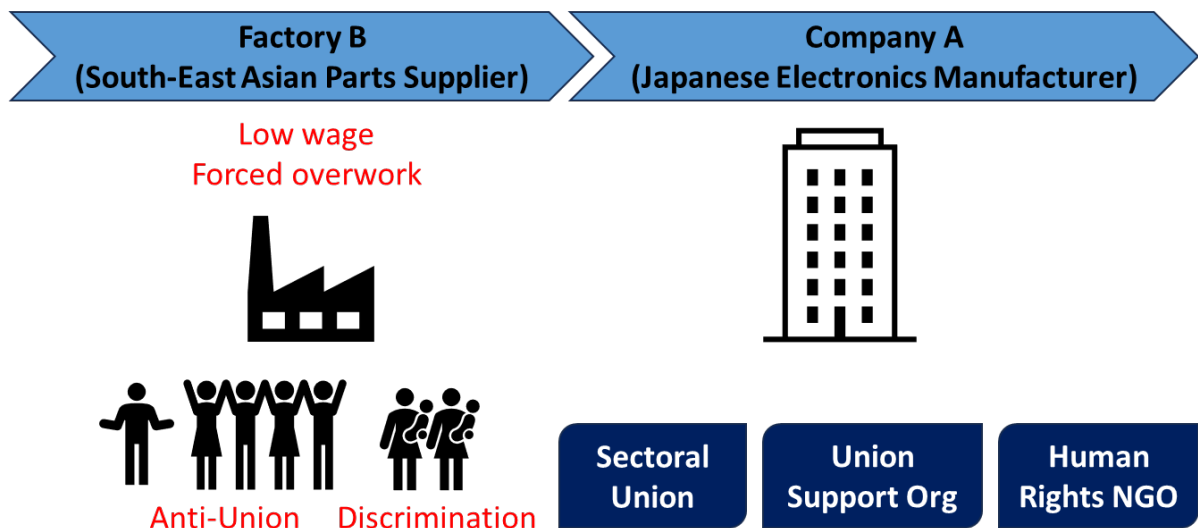 Factory B
(South-East Asian Parts Supplier)
Company A
(Japanese Electronics Manufacturer)
Low wage
Forced overwork
Anti-Union
Discrimination
Sectoral
Union
Union
Support Org
Human
Rights NGO